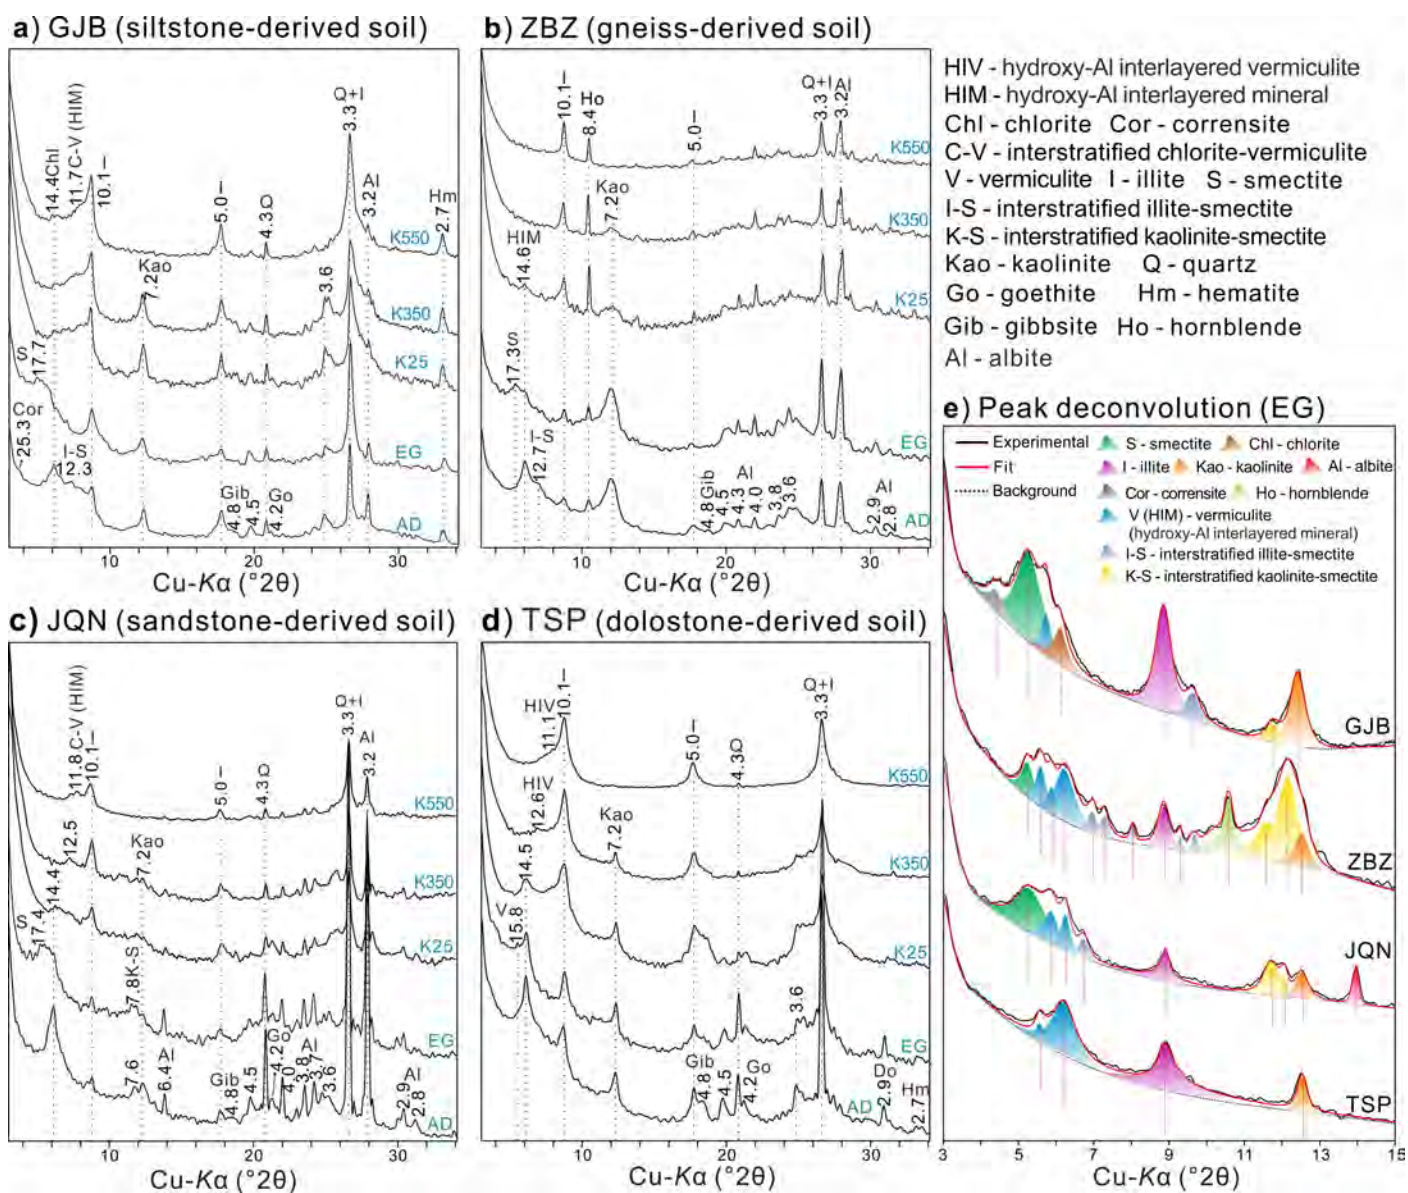 a) GJB (siltstone-derived soil)
14.4Chl
11.7 C-V (HIM)
10.1 I
5.0 I
4.3 Q
Q+I
3.3
Al
3.2
Hm
2.7
K550
Kao
7.2
3.6
K350
S
17.7
K25
Cor
25.3
I-S
12.3
EG
Gib
4.8
4.5
Go
4.2
AD
10 20 30
Cu-Kα (°2θ)
b) ZBZ (gneiss-derived soil)
10.1 I
Ho
8.4
5.0 I
Q+I
3.3
Al
3.2
K550
Kao
7.2
K350
HIM
14.6
K25
17.3 S
EG
I-S
12.7
4.8 Gib
4.5
Al
4.3
4.0
3.8
3.6
Al
2.9
2.8
AD
10 20 30
Cu-Kα (°2θ)
HIV - hydroxy-Al interlayered vermiculite
HIM - hydroxy-Al interlayered mineral
Chl - chlorite Cor - corrensite
C-V - interstratified chlorite-vermiculite
V - vermiculite I - illite S - smectite
I-S - interstratified illite-smectite
K-S - interstratified kaolinite-smectite
Kao - kaolinite Q - quartz
Go - goethite Hm - hematite
Gib - gibbsite Ho - hornblende
Al - albite
c) JQN (sandstone-derived soil)
11.8 C-V (HIM)
10.1 I
5.0 I
4.3 Q
Q+I
3.3
Al
3.2
K550
12.5
Kao
7.2
K350
14.4
K25
S
17.4
7.8 K-S
EG
7.6
Al
6.4
Gib
4.8
4.5
Go
4.2
4.0
3.8
Al
3.7
3.6
Al
2.9
2.8
AD
10 20 30
Cu-Kα (°2θ)
d) TSP (dolostone-derived soil)
HIV
11.1
10.1 I
5.0 I
4.3 Q
Q+I
3.3
K550
HIV
12.6
Kao
7.2
K350
14.5
K25
V
15.8
3.6
EG
Gib
4.8
4.5
Go
4.2
Do
2.9
Hm
2.7
AD
10 20 30
Cu-Kα (°2θ)
e) Peak deconvolution (EG)
Experimental
Fit
Background
S - smectite Chl - chlorite
I - illite Kao - kaolinite Al - albite
Cor - corrensite Ho - hornblende
V (HIM) - vermiculite
(hydroxy-Al interlayered mineral)
I-S - interstratified illite-smectite
K-S - interstratified kaolinite-smectite
GJB
ZBZ
JQN
TSP
3 5 7 9 11 13 15
Cu-Kα (°2θ)